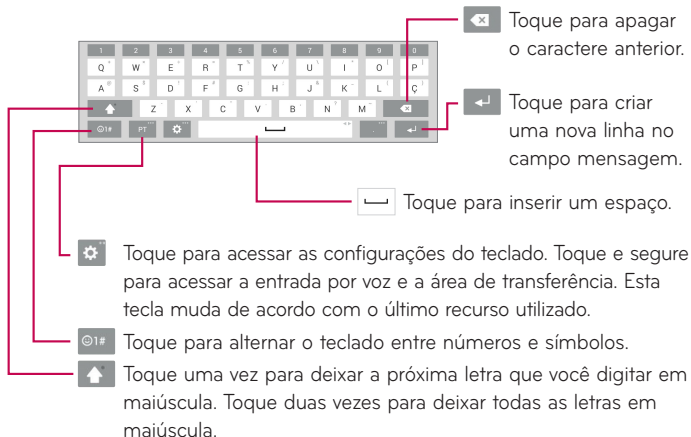 Toque para apagar
o caractere anterior.
1 2 3 4 5 6 7 8 9 0
Q W E R T Y U I O P
A S D F G H J K L Ç
Z X C V B N M
☺1# PT
Toque para criar
uma nova linha no
campo mensagem.
Toque para inserir um espaço.
Toque para acessar as configurações do teclado. Toque e segure
para acessar a entrada por voz e a área de transferência. Esta
tecla muda de acordo com o último recurso utilizado.
☺1# Toque para alternar o teclado entre números e símbolos.
Toque uma vez para deixar a próxima letra que você digitar em
maiúscula. Toque duas vezes para deixar todas as letras em
maiúscula.